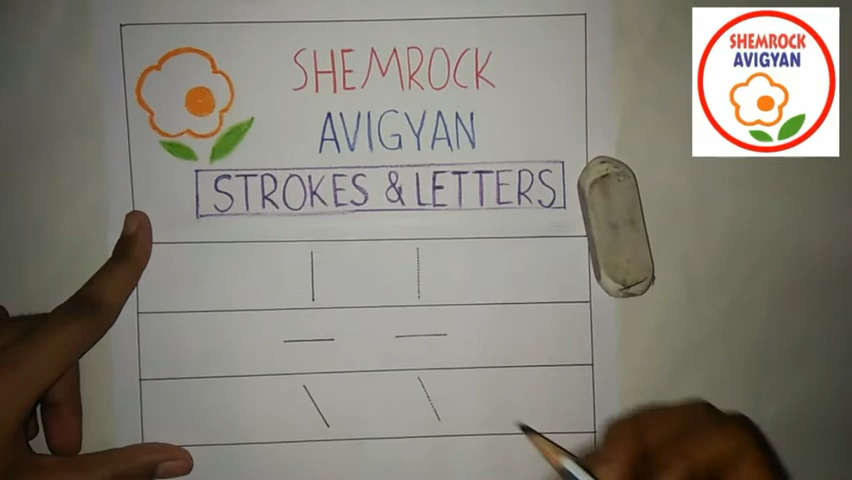 SHEMROCK
AVIGYAN
STROKES & LETTERS
SHEMROCK
AVIGYAN